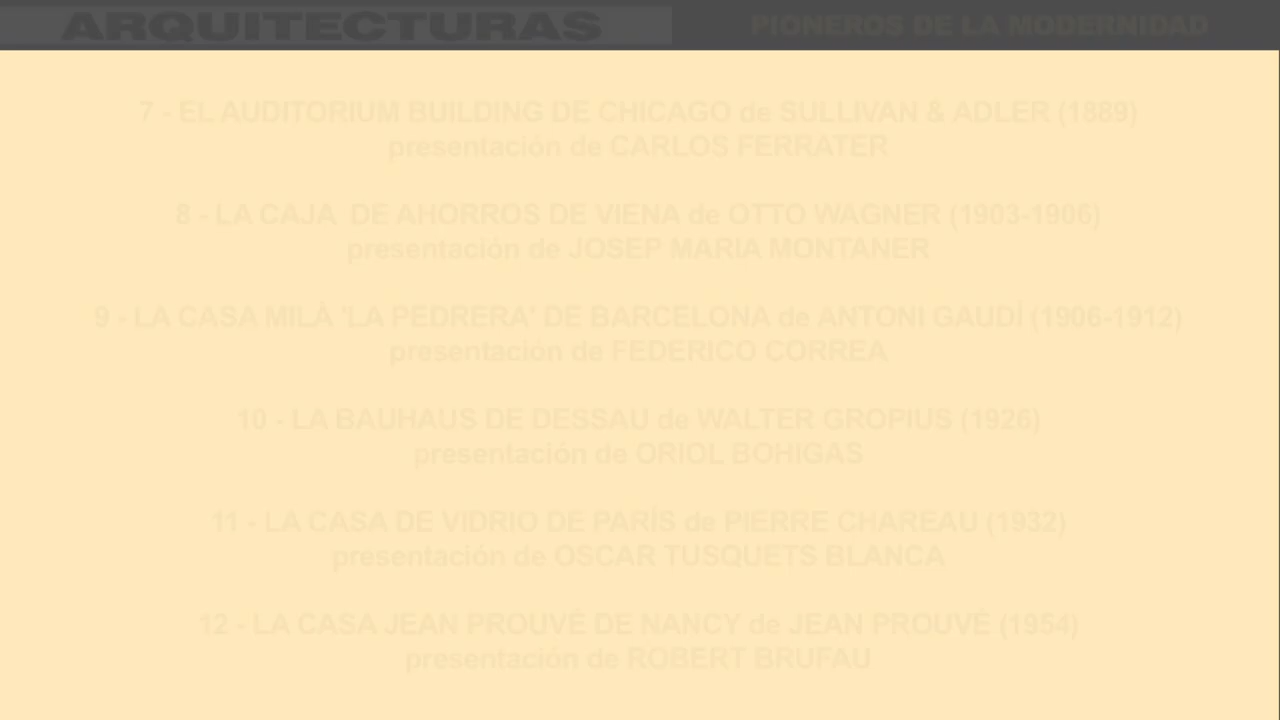 ARQUITECTURAS
PIONEROS DE LA MODERNIDAD
7 - EL AUDITORIUM BUILDING DE CHICAGO de SULLIVAN & ADLER (1889)
presentación de CARLOS FERRATER
8 - LA CAJA DE AHORROS DE VIENA de OTTO WAGNER (1903-1906)
presentación de JOSEP MARIA MONTANER
9 - LA CASA MILÀ 'LA PEDRERA' DE BARCELONA de ANTONI GAUDÍ (1906-1912)
presentación de FEDERICO CORREA
10 - LA BAUHAUS DE DESSAU de WALTER GROPIUS (1926)
presentación de ORIOL BOHIGAS
11 - LA CASA DE VIDRIO DE PARÍS de PIERRE CHAREAU (1932)
presentación de OSCAR TUSQUETS BLANCA
12 - LA CASA JEAN PROUVÉ DE NANCY de JEAN PROUVÉ (1954)
presentación de ROBERT BRUFAU